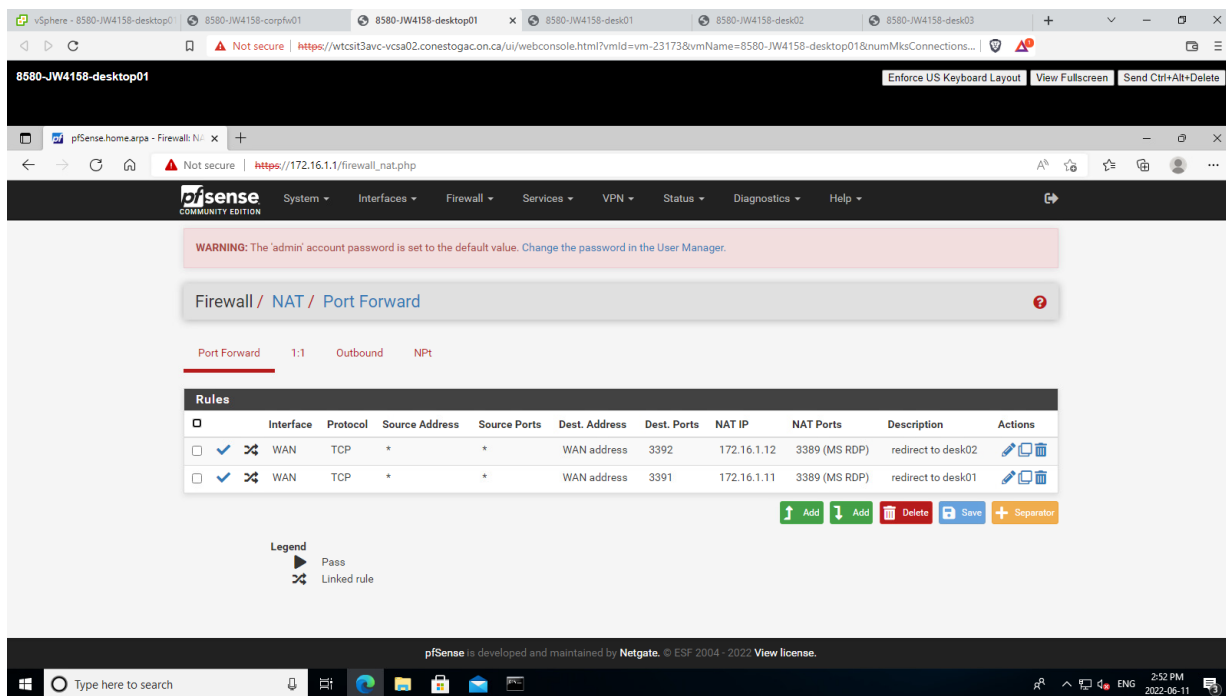 vSphere - 8580-JW4158-desktop01
8580-JW4158-corpfw01
8580-JW4158-desktop01
8580-JW4158-desk01
8580-JW4158-desk02
8580-JW4158-desk03
Not secure https://wtcsit3avc-vcsa02.conestogac.on.ca/ui/webconsole.html?vmId=vm-23173&vmName=8580-JW4158-desktop01&numMksConnections...
8580-JW4158-desktop01
Enforce US Keyboard Layout View Fullscreen Send Ctrl+Alt+Delete
pfSense.home.arpa - Firewall: NA
Not secure https://172.16.1.1/firewall_nat.php
pfsense System Interfaces Firewall Services VPN Status Diagnostics Help
COMMUNITY EDITION
WARNING: The 'admin' account password is set to the default value. Change the password in the User Manager.
Firewall / NAT / Port Forward
Port Forward 1:1 Outbound NPt
Rules
Interface Protocol Source Address Source Ports Dest. Address Dest. Ports NAT IP NAT Ports Description Actions
WAN TCP * * WAN address 3392 172.16.1.12 3389 (MS RDP) redirect to desk02
WAN TCP * * WAN address 3391 172.16.1.11 3389 (MS RDP) redirect to desk01
Add Add Delete Save Separator
Legend
Pass
Linked rule
pfSense is developed and maintained by Netgate. © ESF 2004 - 2022 View license.
Type here to search
ENG
2:52 PM
2022-06-11